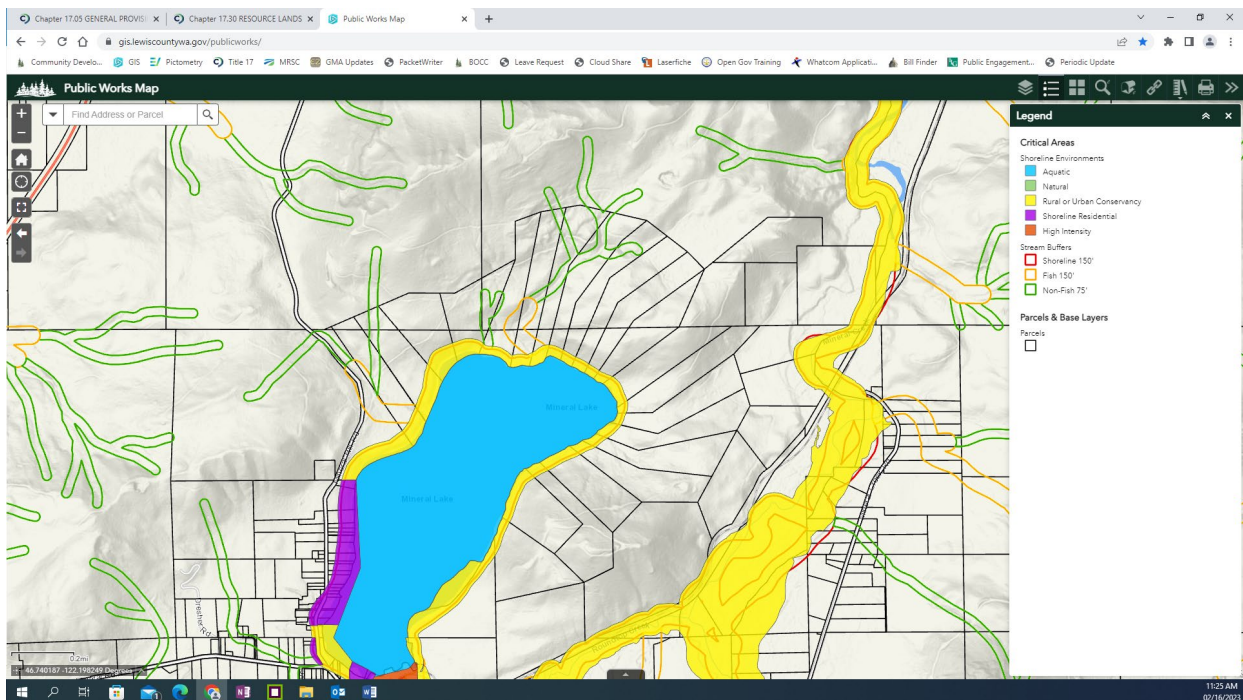 Chapter 17.05 GENERAL PROVISI
Chapter 17.30 RESOURCE LANDS
Public Works Map
gis.lewiscountywa.gov/publicworks/
Community Develo...
GIS
Pictometry
Title 17
MRSC
GMA Updates
PacketWriter
BOCC
Leave Request
Cloud Share
Laserfiche
Open Gov Training
Whatcom Applicati...
Bill Finder
Public Engagement...
Periodic Update
Public Works Map
Find Address or Parcel
Legend
Critical Areas
Shoreline Environments
Aquatic
Natural
Rural or Urban Conservancy
Shoreline Residential
High Intensity
Stream Buffers
Shoreline 150'
Fish 150'
Non-Fish 75'
Parcels & Base Layers
Parcels
Mineral Lake
Mineral Lake
Dresher Rd
0.2mi
46.740187 -122.198249 Degrees
11:25 AM
02/16/2023